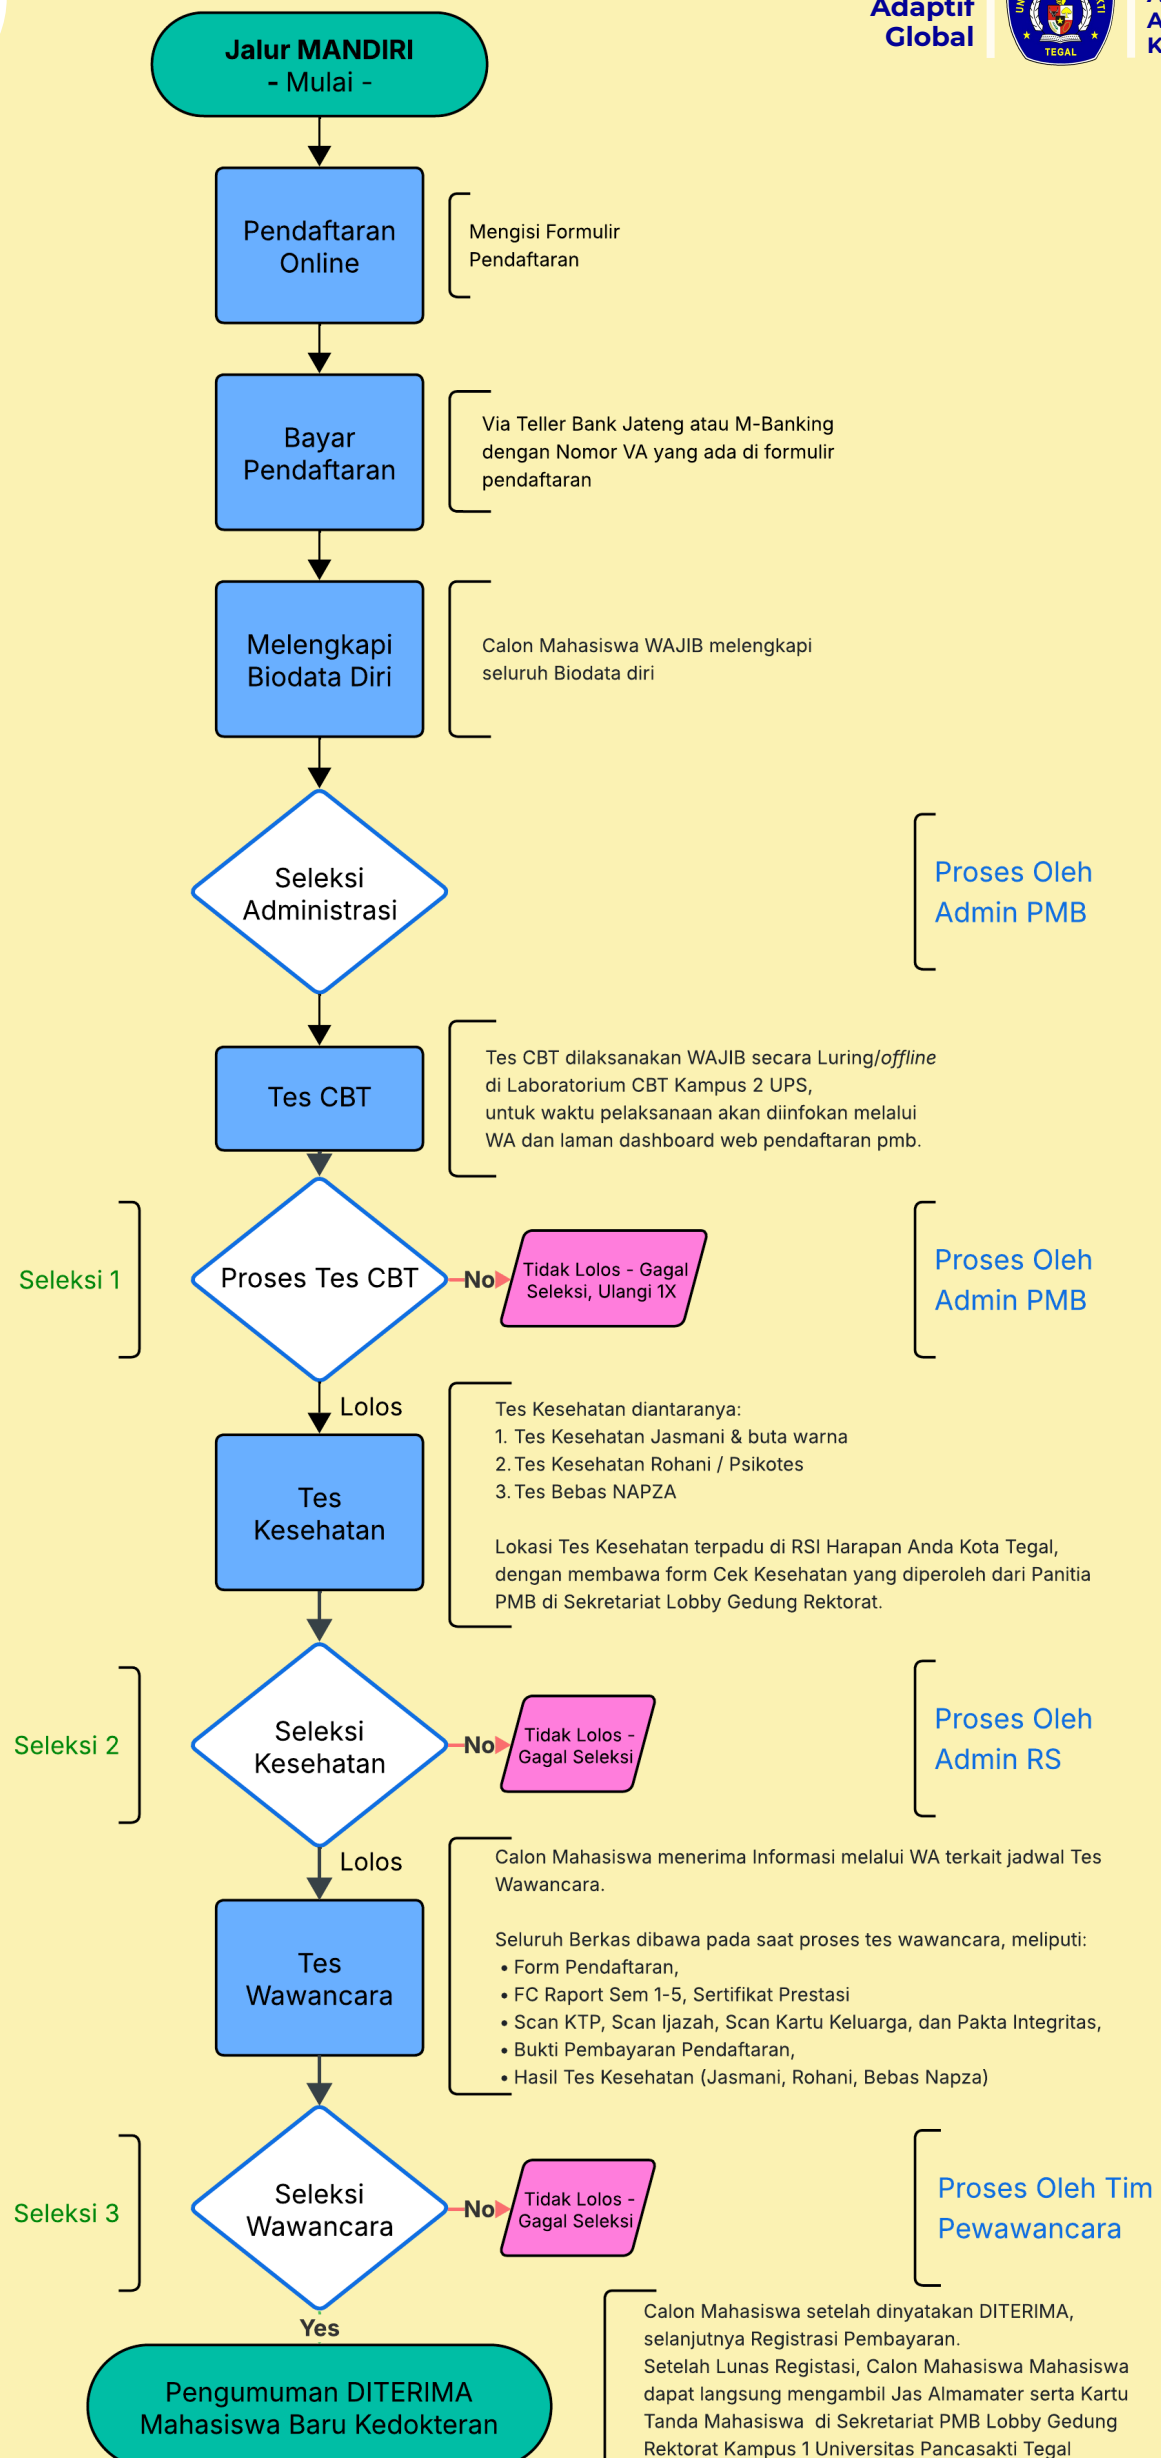 Adaptif
Global
TEGAL
Jalur MANDIRI
- Mulai -
Pendaftaran
Online
Mengisi Formulir
Pendaftaran
Bayar
Pendaftaran
Via Teller Bank Jateng atau M-Banking
dengan Nomor VA yang ada di formulir
pendaftaran
Melengkapi
Biodata Diri
Calon Mahasiswa WAJIB melengkapi
seluruh Biodata diri
Seleksi
Administrasi
Proses Oleh
Admin PMB
Tes CBT
Tes CBT dilaksanakan WAJIB secara Luring/offline
di Laboratorium CBT Kampus 2 UPS,
untuk waktu pelaksanaan akan diinfokan melalui
WA dan laman dashboard web pendaftaran pmb.
Seleksi 1
Proses Tes CBT
No
Tidak Lolos - Gagal
Seleksi, Ulangi 1X
Proses Oleh
Admin PMB
Lolos
Tes
Kesehatan
Tes Kesehatan diantaranya:
1. Tes Kesehatan Jasmani & buta warna
2. Tes Kesehatan Rohani / Psikotes
3. Tes Bebas NAPZA
Lokasi Tes Kesehatan terpadu di RSI Harapan Anda Kota Tegal,
dengan membawa form Cek Kesehatan yang diperoleh dari Panitia
PMB di Sekretariat Lobby Gedung Rektorat.
Seleksi 2
Seleksi
Kesehatan
No
Tidak Lolos -
Gagal Seleksi
Proses Oleh
Admin RS
Lolos
Tes
Wawancara
Calon Mahasiswa menerima Informasi melalui WA terkait jadwal Tes
Wawancara.
Seluruh Berkas dibawa pada saat proses tes wawancara, meliputi:
• Form Pendaftaran,
• FC Raport Sem 1-5, Sertifikat Prestasi
• Scan KTP, Scan Ijazah, Scan Kartu Keluarga, dan Pakta Integritas,
• Bukti Pembayaran Pendaftaran,
• Hasil Tes Kesehatan (Jasmani, Rohani, Bebas Napza)
Seleksi 3
Seleksi
Wawancara
No
Tidak Lolos -
Gagal Seleksi
Proses Oleh Tim
Pewawancara
Yes
Pengumuman DITERIMA
Mahasiswa Baru Kedokteran
Calon Mahasiswa setelah dinyatakan DITERIMA,
selanjutnya Registrasi Pembayaran.
Setelah Lunas Registasi, Calon Mahasiswa Mahasiswa
dapat langsung mengambil Jas Almamater serta Kartu
Tanda Mahasiswa  di Sekretariat PMB Lobby Gedung
Rektorat Kampus 1 Universitas Pancasakti Tegal